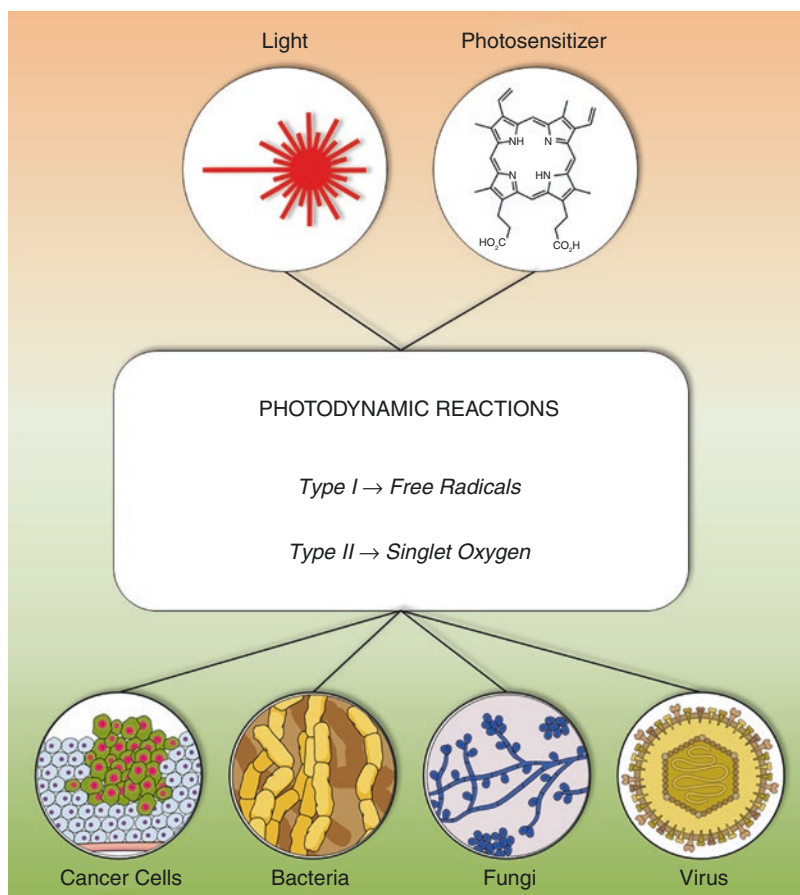 Light
Photosensitizer
NH
N
N
HN
HO₂C
CO₂H
PHOTODYNAMIC REACTIONS
Type I → Free Radicals
Type II → Singlet Oxygen
Cancer Cells
Bacteria
Fungi
Virus